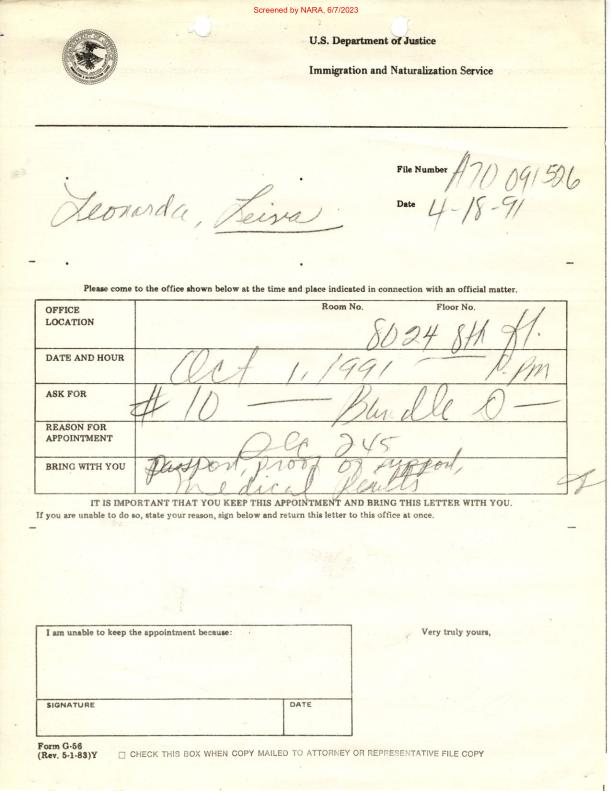 Screened by NARA, 6/7/2023
U.S. Department of Justice
Immigration and Naturalization Service
File Number A70 091526
Leonarda, Leiva
Date 4-18-91
Please come to the office shown below at the time and place indicated in connection with an official matter.
OFFICE LOCATION
Room No. Floor No.
8024 8th fl.
DATE AND HOUR
Oct 1, 1991 pm
ASK FOR
# 10 — Bundle O —
REASON FOR APPOINTMENT
245
BRING WITH YOU
Passport, proof of support,
Medical Results
IT IS IMPORTANT THAT YOU KEEP THIS APPOINTMENT AND BRING THIS LETTER WITH YOU.
If you are unable to do so, state your reason, sign below and return this letter to this office at once.
I am unable to keep the appointment because:
Very truly yours,
SIGNATURE
DATE
Form G-56
(Rev. 5-1-83)Y
☐ CHECK THIS BOX WHEN COPY MAILED TO ATTORNEY OR REPRESENTATIVE FILE COPY